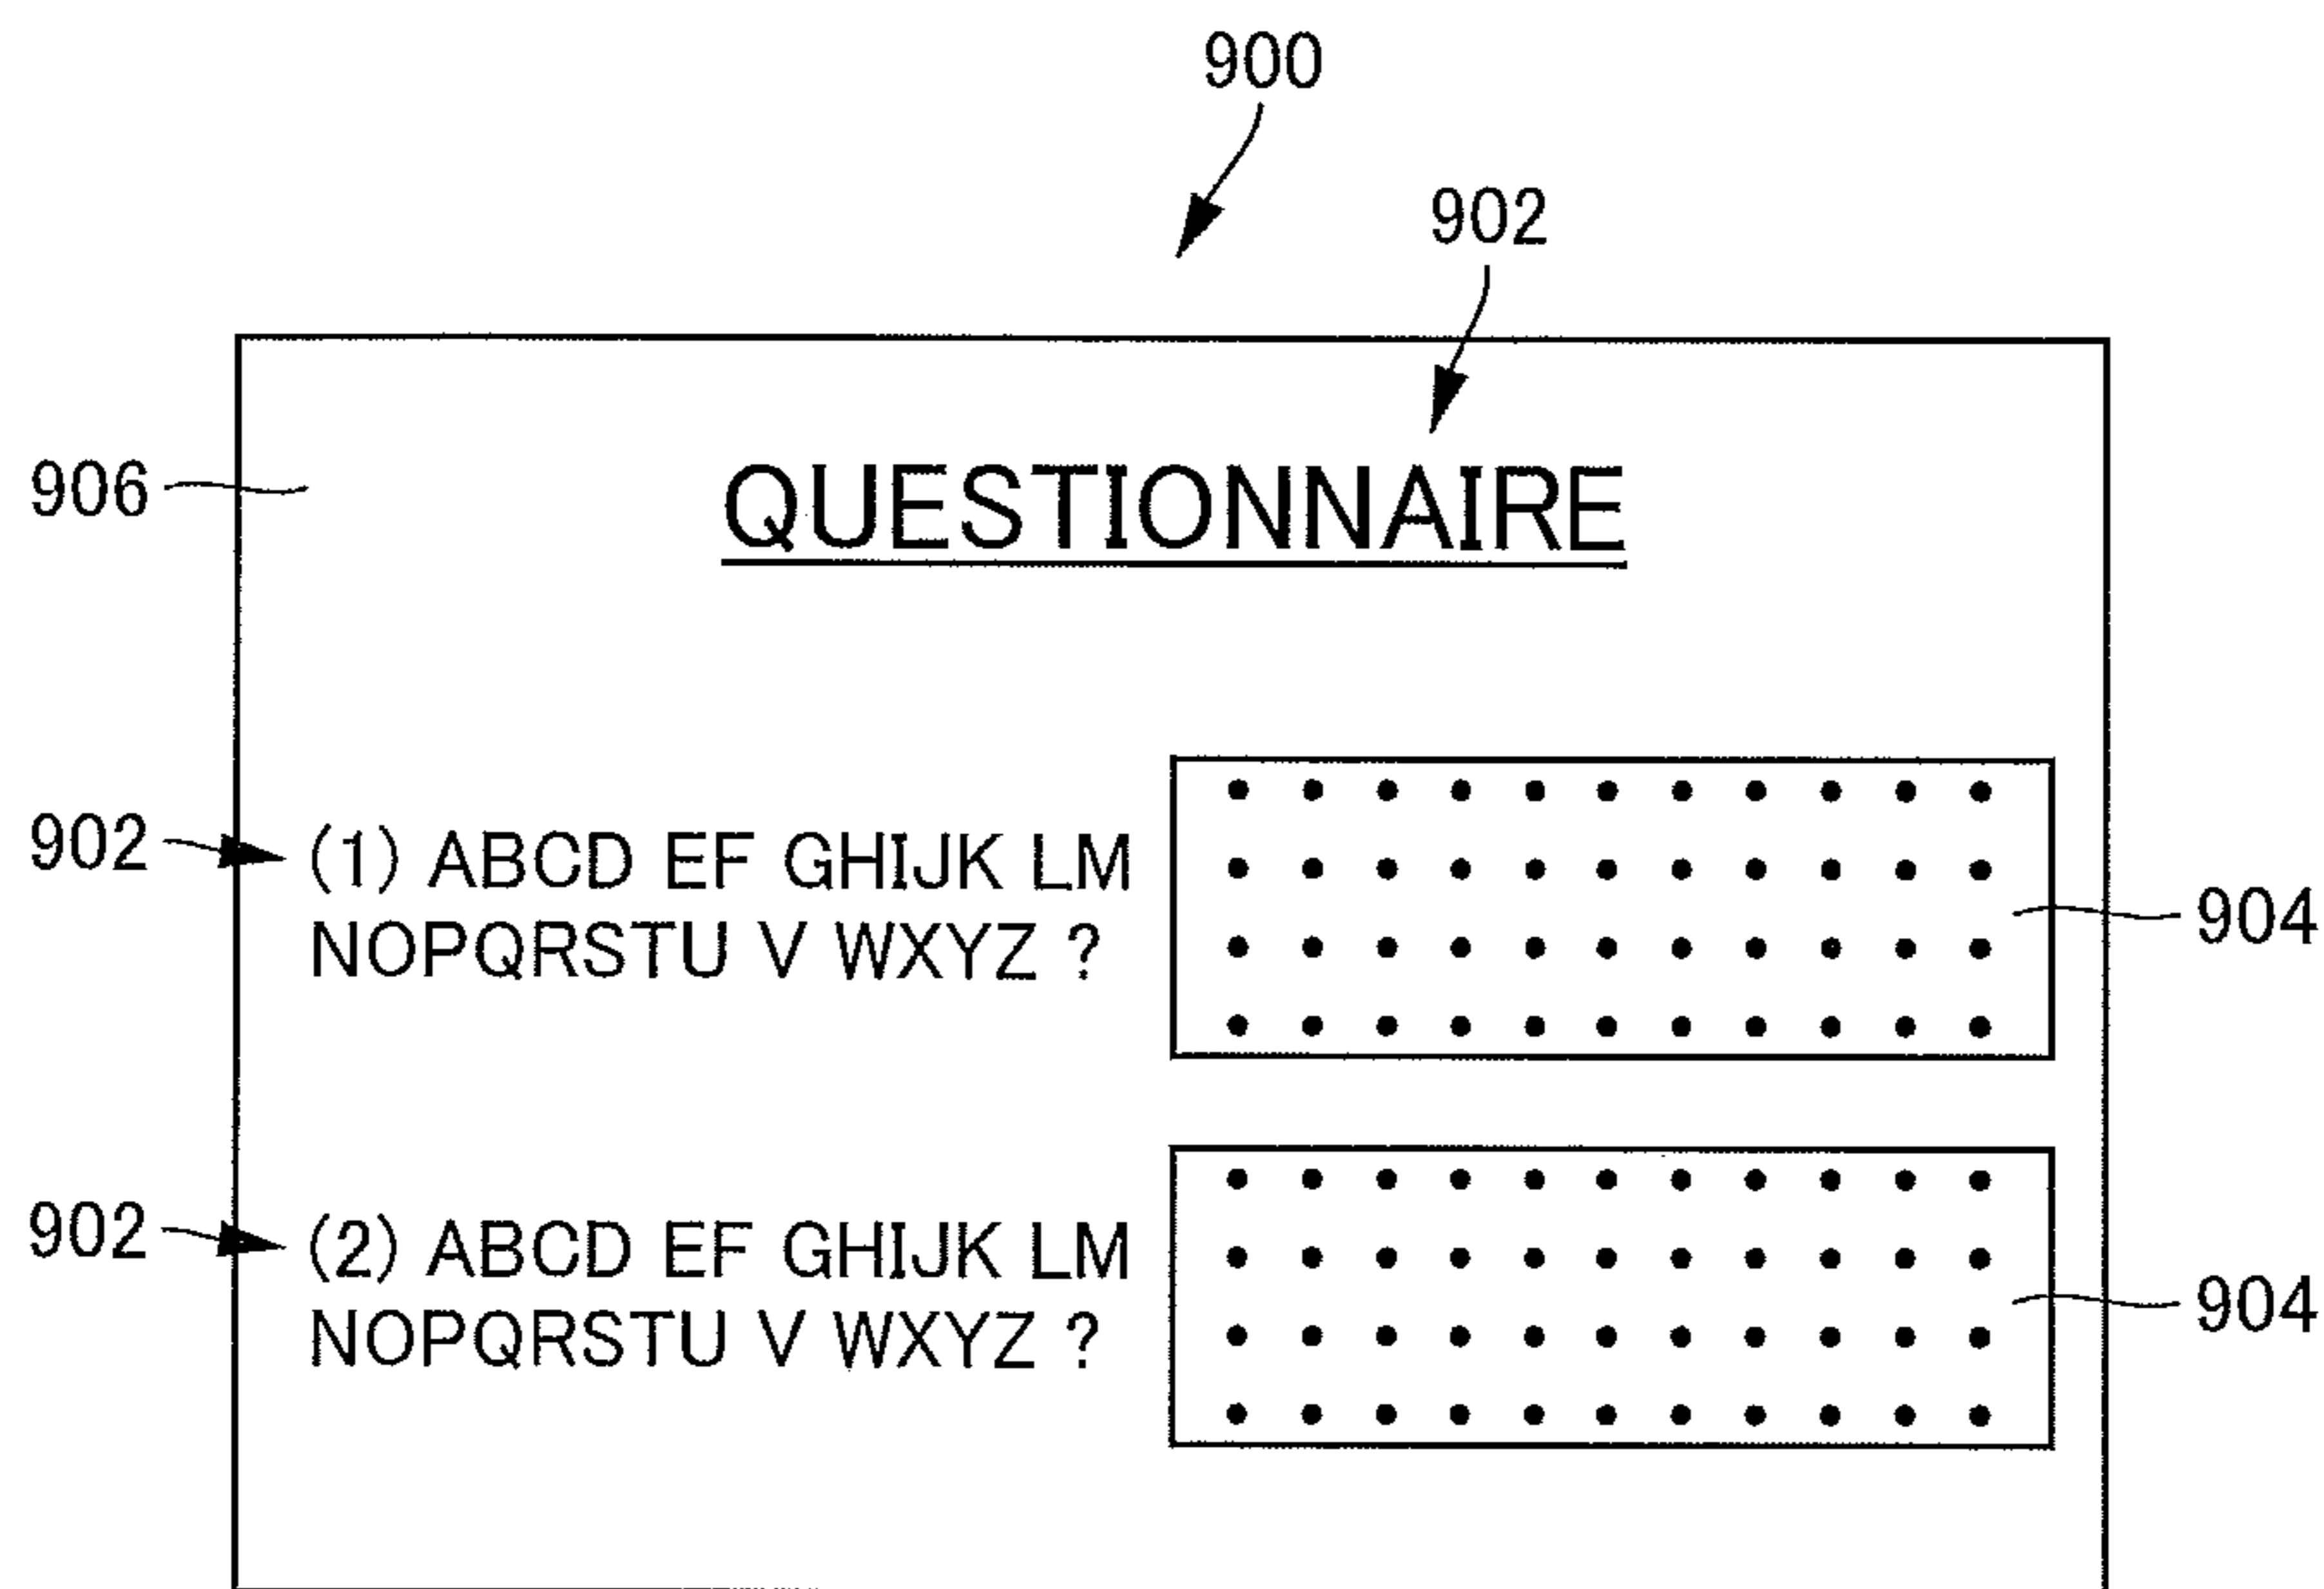 900
902
906
QUESTIONNAIRE
902
(1) ABCD EF GHIJK LM
NOPQRSTU V WXYZ ?
904
902
(2) ABCD EF GHIJK LM
NOPQRSTU V WXYZ ?
904